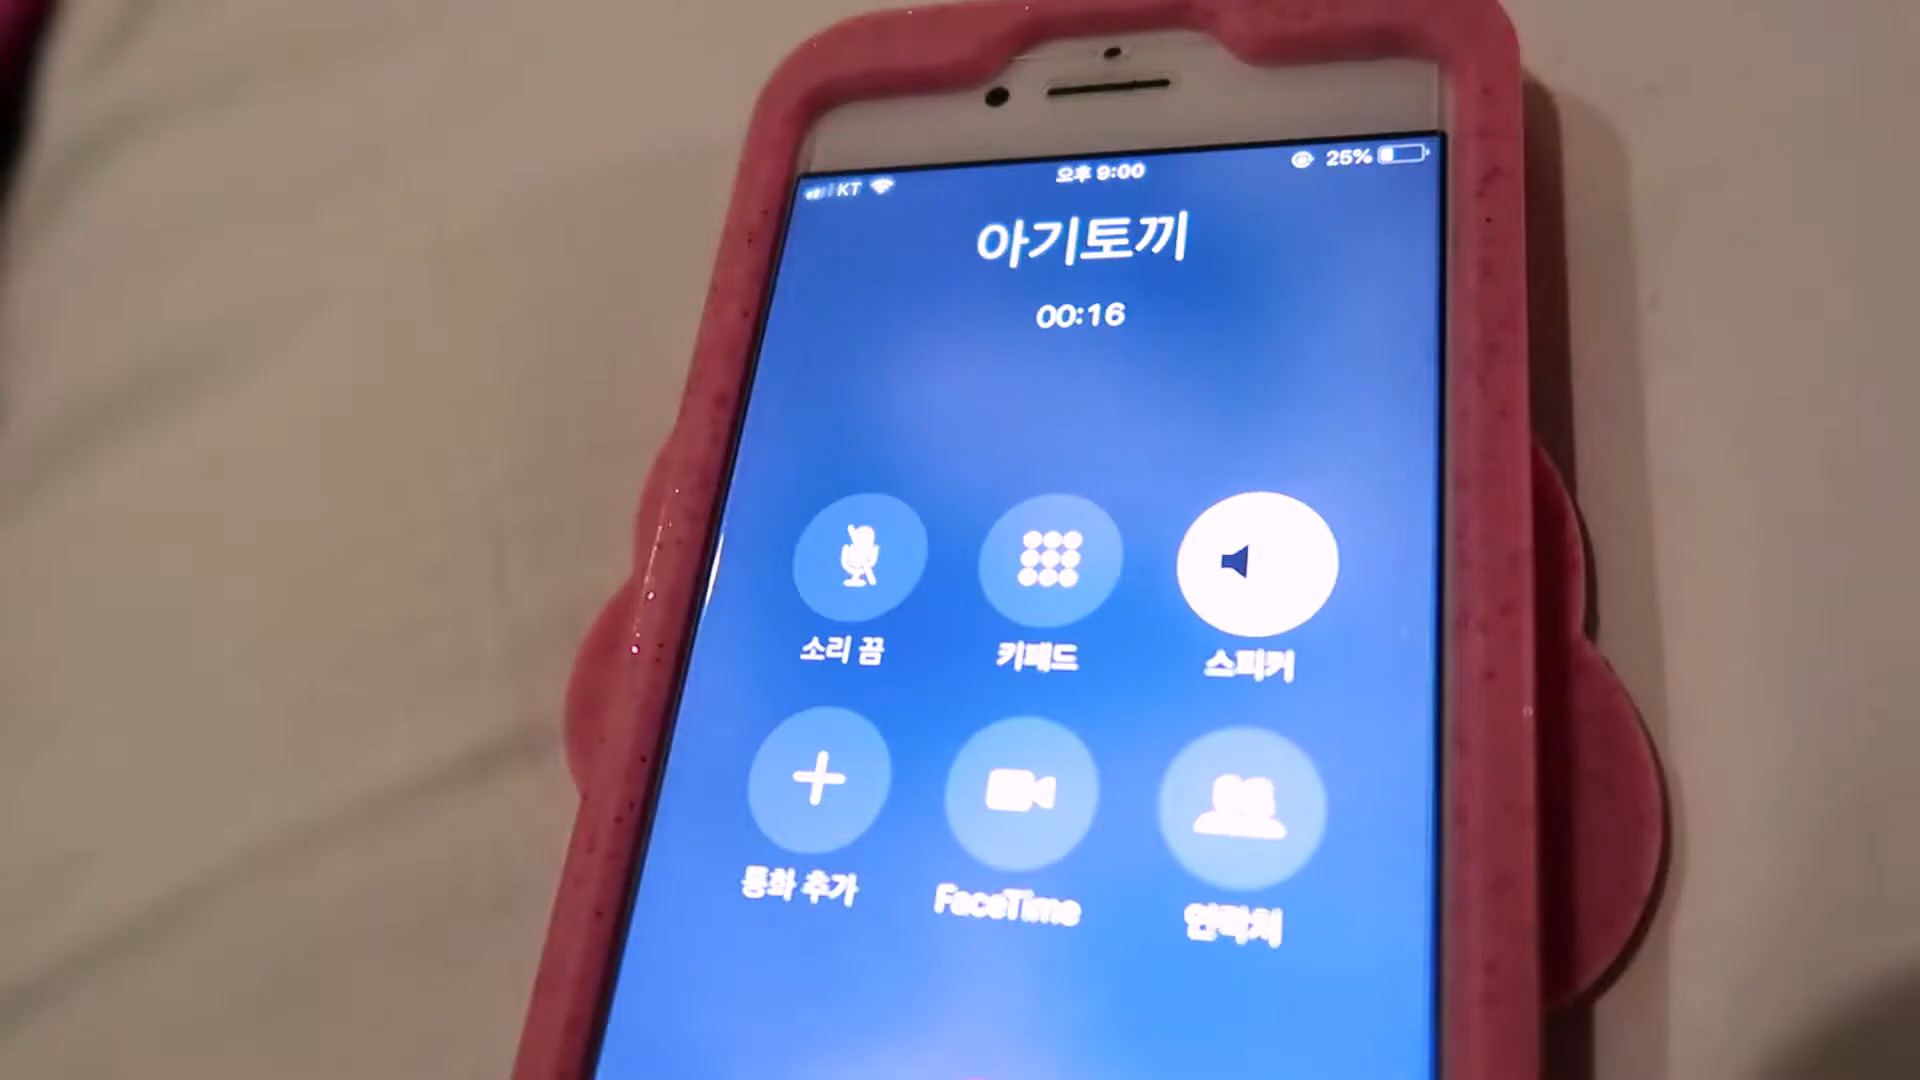 KT 오후 9:00 25%
아기토끼
00:16
소리 끔 키패드 스피커
통화 추가 FaceTime 연락처